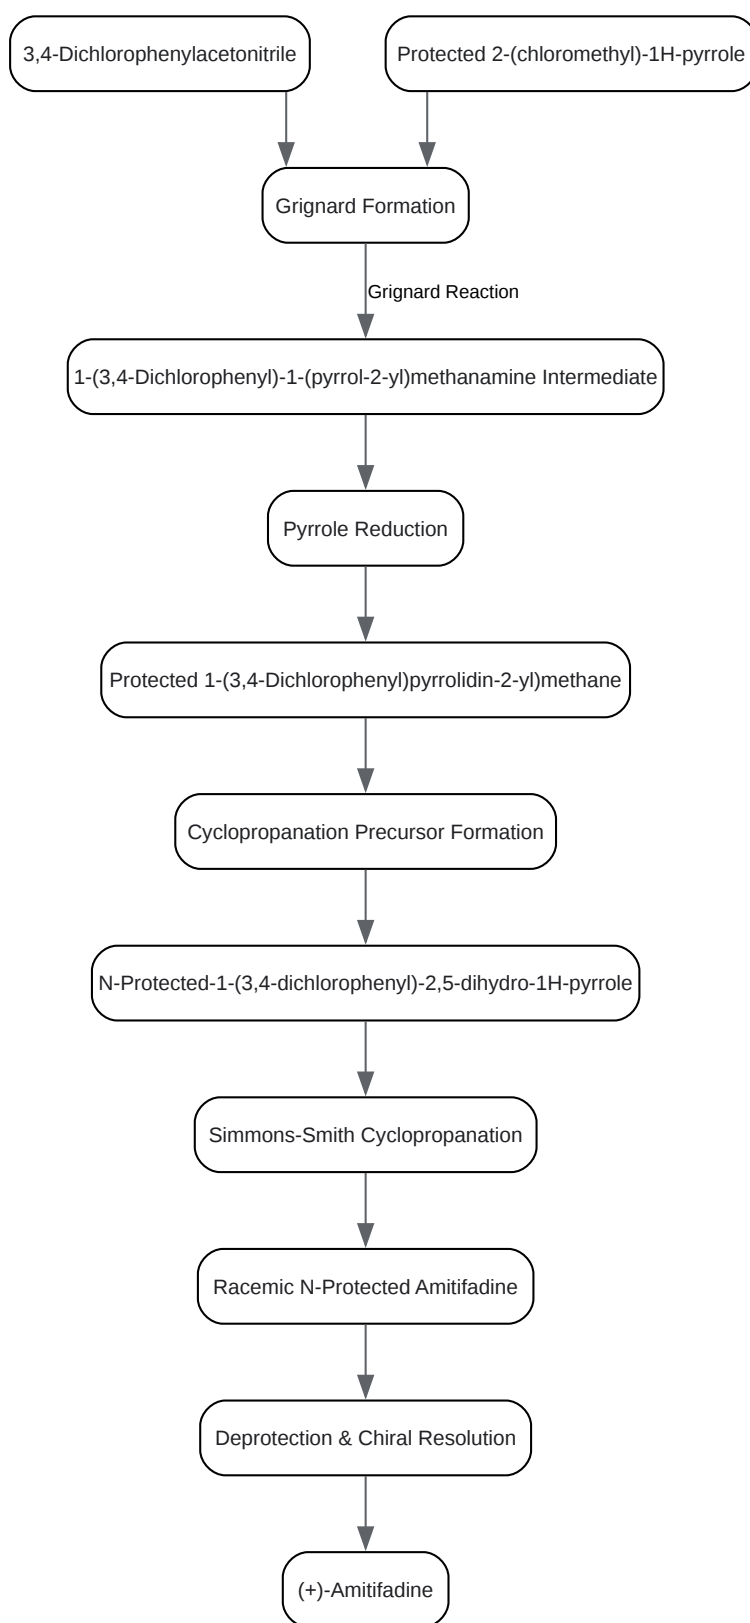 3,4-Dichlorophenylacetonitrile
Protected 2-(chloromethyl)-1H-pyrrole
Grignard Formation
Grignard Reaction
1-(3,4-Dichlorophenyl)-1-(pyrrol-2-yl)methanamine Intermediate
Pyrrole Reduction
Protected 1-(3,4-Dichlorophenyl)pyrrolidin-2-yl)methane
Cyclopropanation Precursor Formation
N-Protected-1-(3,4-dichlorophenyl)-2,5-dihydro-1H-pyrrole
Simmons-Smith Cyclopropanation
Racemic N-Protected Amitifadine
Deprotection & Chiral Resolution
(+)-Amitifadine